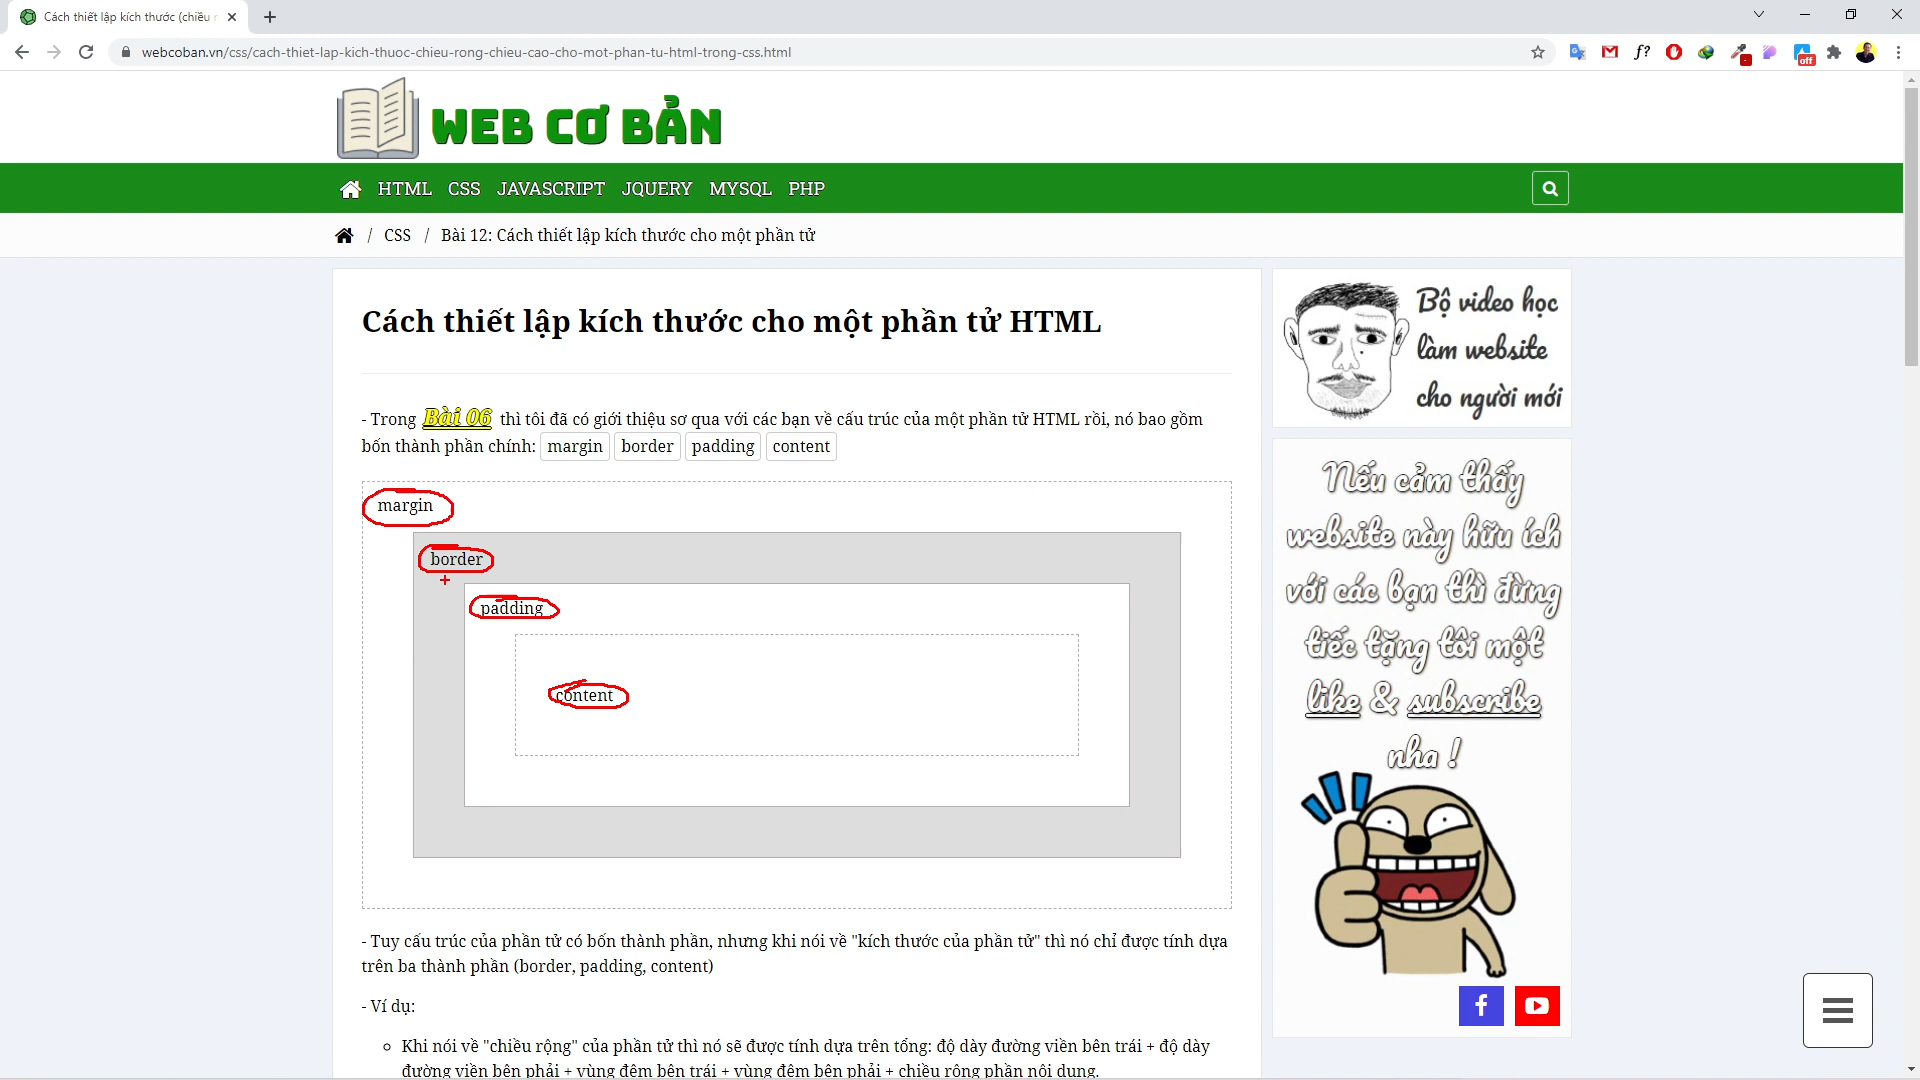 Cách thiết lập kích thước (chiều r
webcoban.vn/css/cach-thiet-lap-kich-thuoc-chieu-rong-chieu-cao-cho-mot-phan-tu-html-trong-css.html
f?
off
WEB CƠ BẢN
HTML CSS JAVASCRIPT JQUERY MYSQL PHP
/ CSS / Bài 12: Cách thiết lập kích thước cho một phần tử
Cách thiết lập kích thước cho một phần tử HTML
- Trong Bài 06 thì tôi đã có giới thiệu sơ qua với các bạn về cấu trúc của một phần tử HTML rồi, nó bao gồm
bốn thành phần chính: margin border padding content
margin
border
padding
content
- Tuy cấu trúc của phần tử có bốn thành phần, nhưng khi nói về "kích thước của phần tử" thì nó chỉ được tính dựa
trên ba thành phần (border, padding, content)
- Ví dụ:
Khi nói về "chiều rộng" của phần tử thì nó sẽ được tính dựa trên tổng: độ dày đường viền bên trái + độ dày
đường viền bên phải + vùng đệm bên trái + vùng đệm bên phải + chiều rộng phần nội dung.
Bộ video học
làm website
cho người mới
Nếu cảm thấy
website này hữu ích
với các bạn thì đừng
tiếc tặng tôi một
like & subscribe
nha !